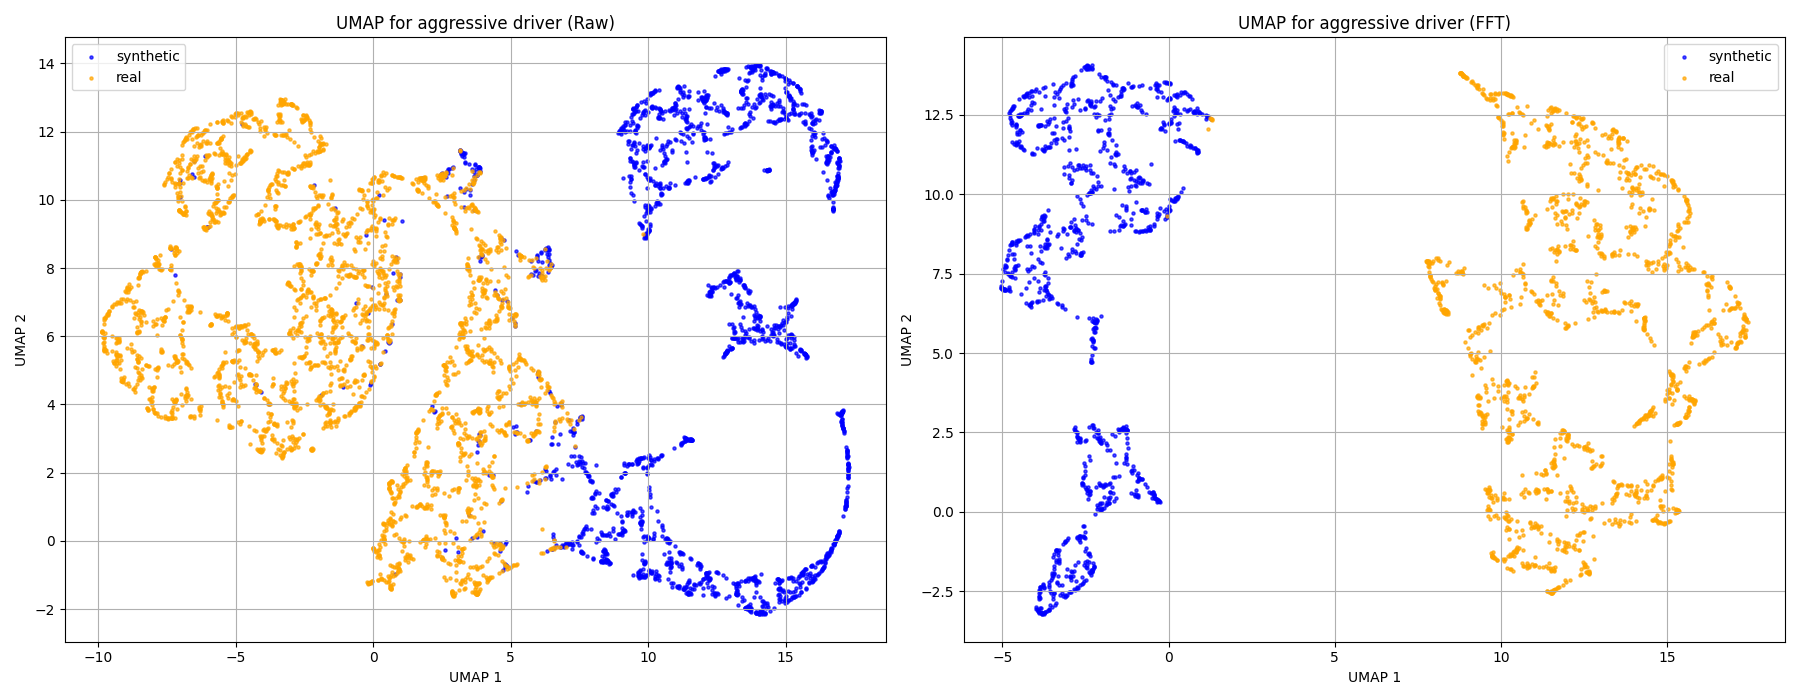 UMAP for aggressive driver (Raw)
synthetic
real
14
12
10
8
6
4
2
0
−2
UMAP 2
−10
−5
0
5
10
15
UMAP 1
UMAP for aggressive driver (FFT)
synthetic
real
12.5
10.0
7.5
5.0
2.5
0.0
−2.5
UMAP 2
−5
0
5
10
15
UMAP 1